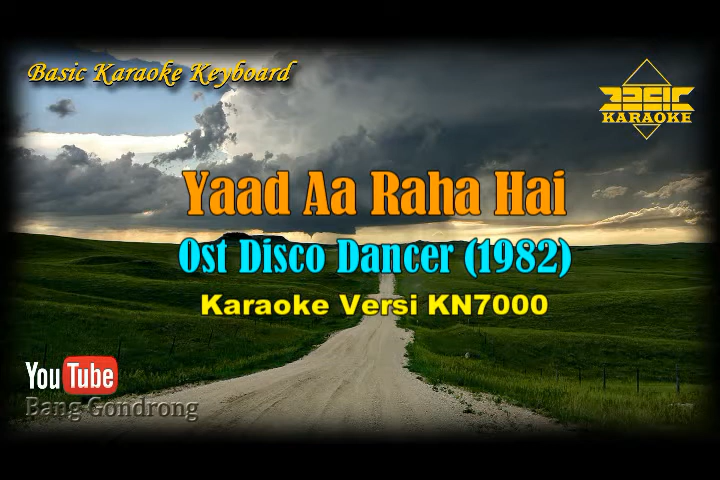 Basic Karaoke Keyboard
BASIC
KARAOKE
Yaad Aa Raha Hai
Ost Disco Dancer (1982)
Karaoke Versi KN7000
YouTube
Bang Gondrong